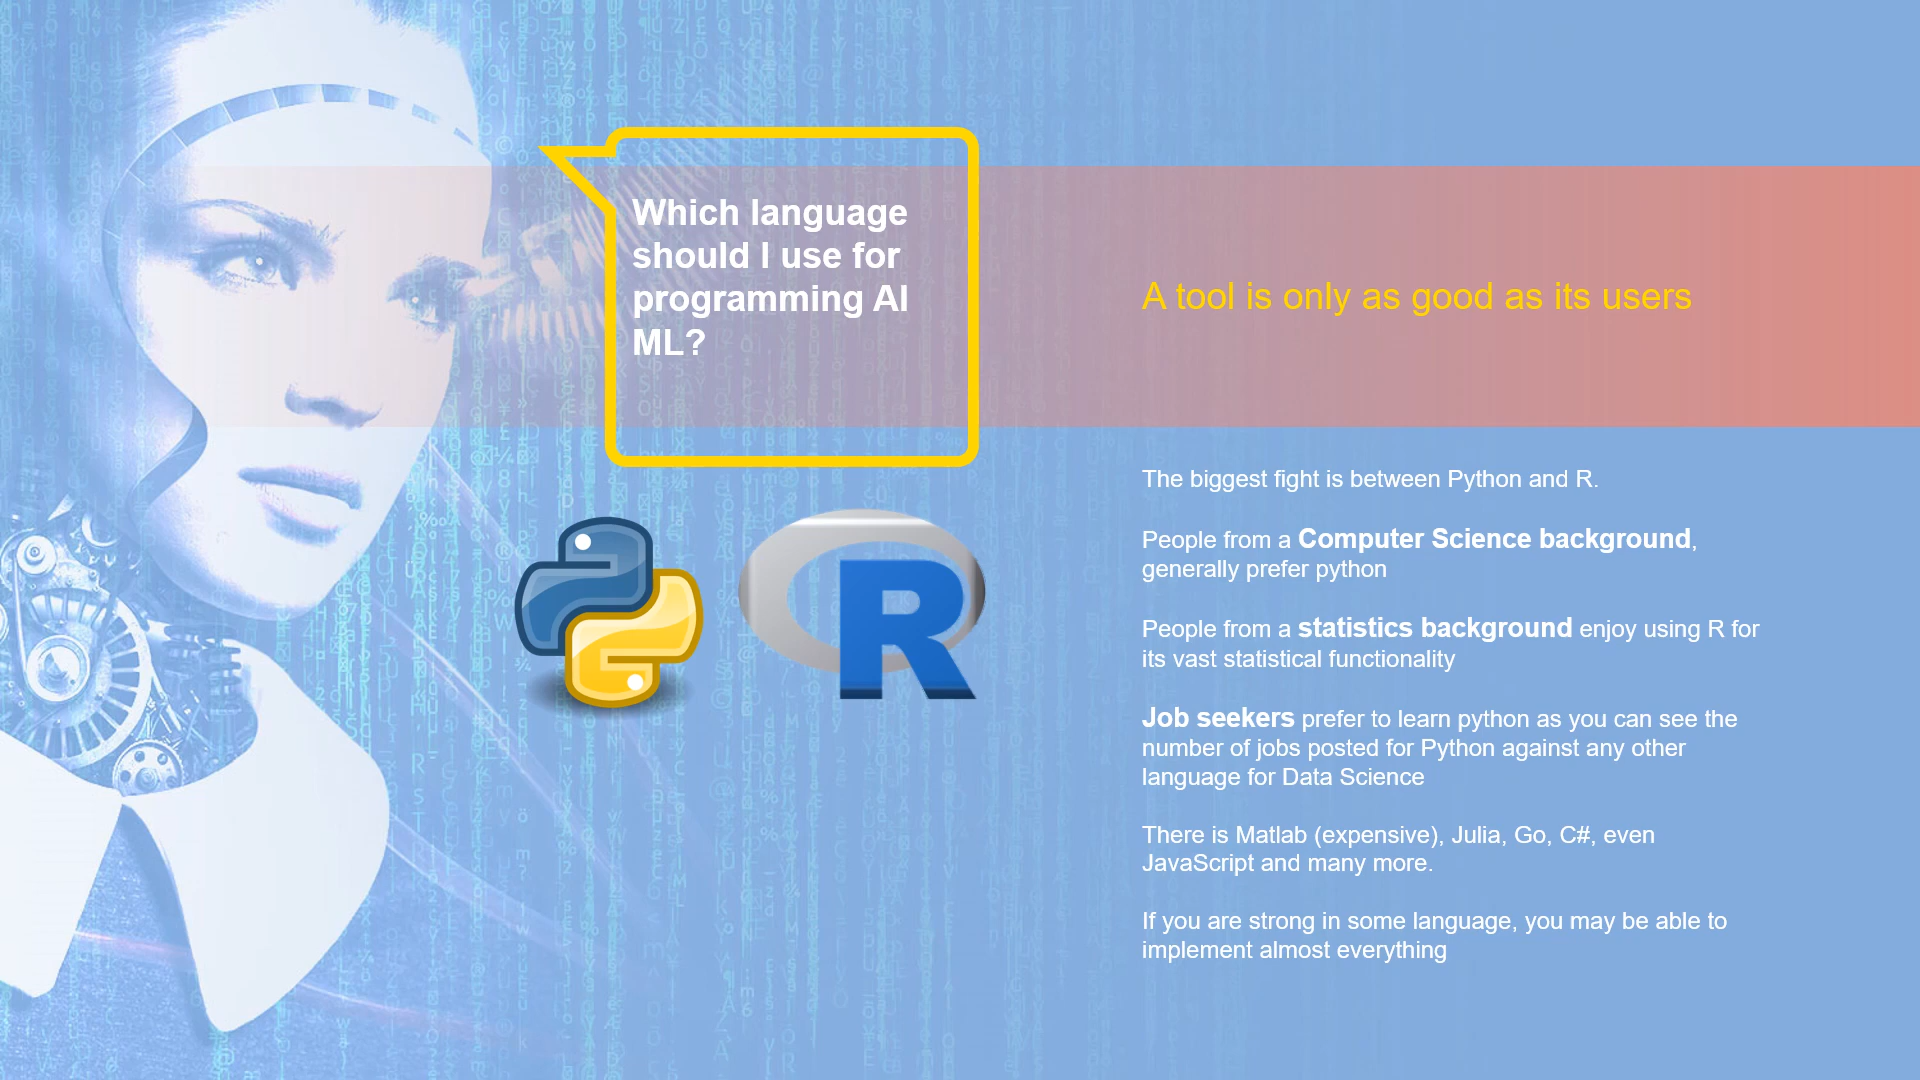 Which language
should I use for
programming AI
ML?
A tool is only as good as its users
R
The biggest fight is between Python and R.
People from a Computer Science background,
generally prefer python
People from a statistics background enjoy using R for
its vast statistical functionality
Job seekers prefer to learn python as you can see the
number of jobs posted for Python against any other
language for Data Science
There is Matlab (expensive), Julia, Go, C#, even
JavaScript and many more.
If you are strong in some language, you may be able to
implement almost everything